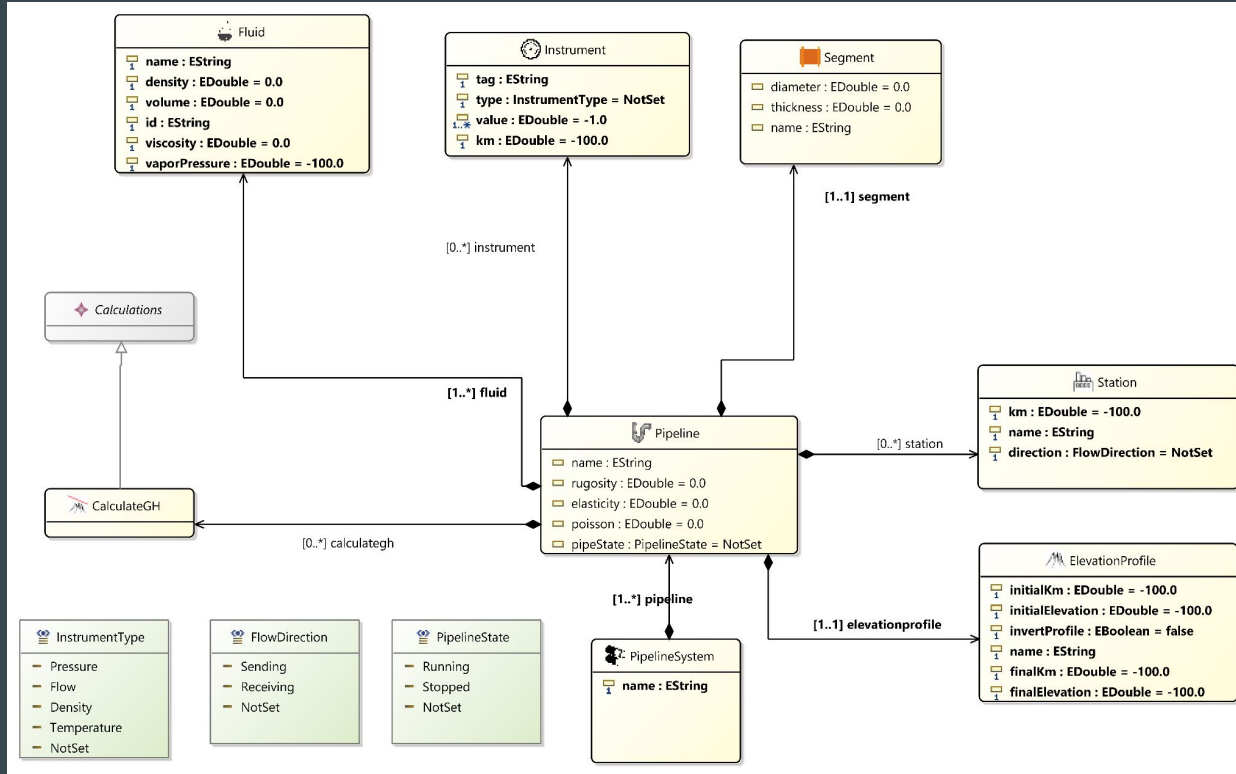 Fluid
name : EString
density : EDouble = 0.0
volume : EDouble = 0.0
id : EString
viscosity : EDouble = 0.0
vaporPressure : EDouble = -100.0
Instrument
tag : EString
type : InstrumentType = NotSet
value : EDouble = -1.0
km : EDouble = -100.0
Segment
diameter : EDouble = 0.0
thickness : EDouble = 0.0
name : EString
[1..1] segment
[0..*] instrument
Calculations
[1..*] fluid
Station
km : EDouble = -100.0
name : EString
direction : FlowDirection = NotSet
Pipeline
name : EString
rugosity : EDouble = 0.0
elasticity : EDouble = 0.0
poisson : EDouble = 0.0
pipeState : PipelineState = NotSet
[0..*] station
CalculateGH
[0..*] calculategh
ElevationProfile
initialKm : EDouble = -100.0
initialElevation : EDouble = -100.0
invertProfile : EBoolean = false
name : EString
finalKm : EDouble = -100.0
finalElevation : EDouble = -100.0
[1..*] pipeline
[1..1] elevationprofile
InstrumentType
Pressure
Flow
Density
Temperature
NotSet
FlowDirection
Sending
Receiving
NotSet
PipelineState
Running
Stopped
NotSet
PipelineSystem
name : EString